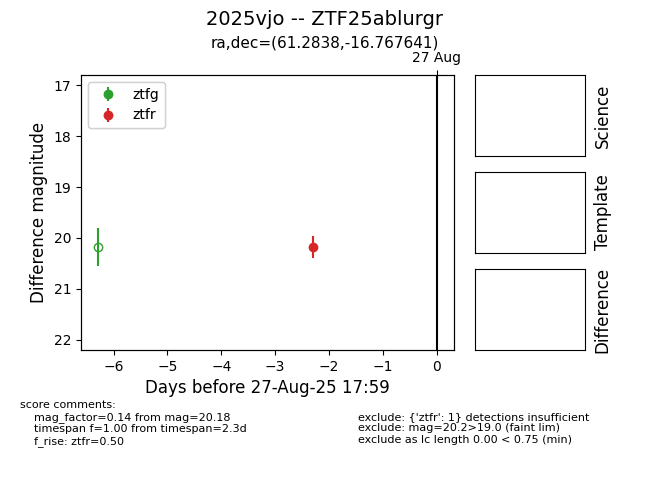 2025vjo -- ZTF25ablurgr
ra,dec=(61.2838,-16.767641)
27 Aug
ztfg
ztfr
17
18
19
20
21
22
Difference magnitude
−6
−5
−4
−3
−2
−1
0
Days before 27-Aug-25 17:59
Science
Template
Difference
score comments:
mag_factor=0.14 from mag=20.18
timespan f=1.00 from timespan=2.3d
f_rise: ztfr=0.50
exclude: {'ztfr': 1} detections insufficient
exclude: mag=20.2>19.0 (faint lim)
exclude as lc length 0.00 < 0.75 (min)